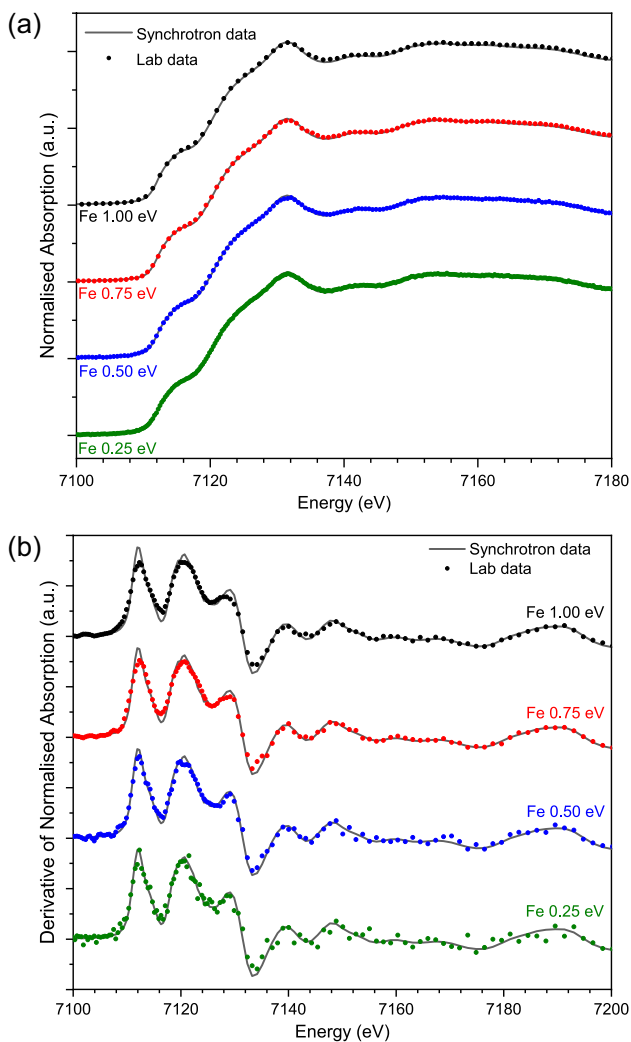 (a)
Synchrotron data
Lab data
Normalised Absorption (a.u.)
Fe 1.00 eV
Fe 0.75 eV
Fe 0.50 eV
Fe 0.25 eV
7100 7120 7140 7160 7180
Energy (eV)
(b)
Synchrotron data
Lab data
Derivative of Normalised Absorption (a.u.)
Fe 1.00 eV
Fe 0.75 eV
Fe 0.50 eV
Fe 0.25 eV
7100 7120 7140 7160 7180 7200
Energy (eV)